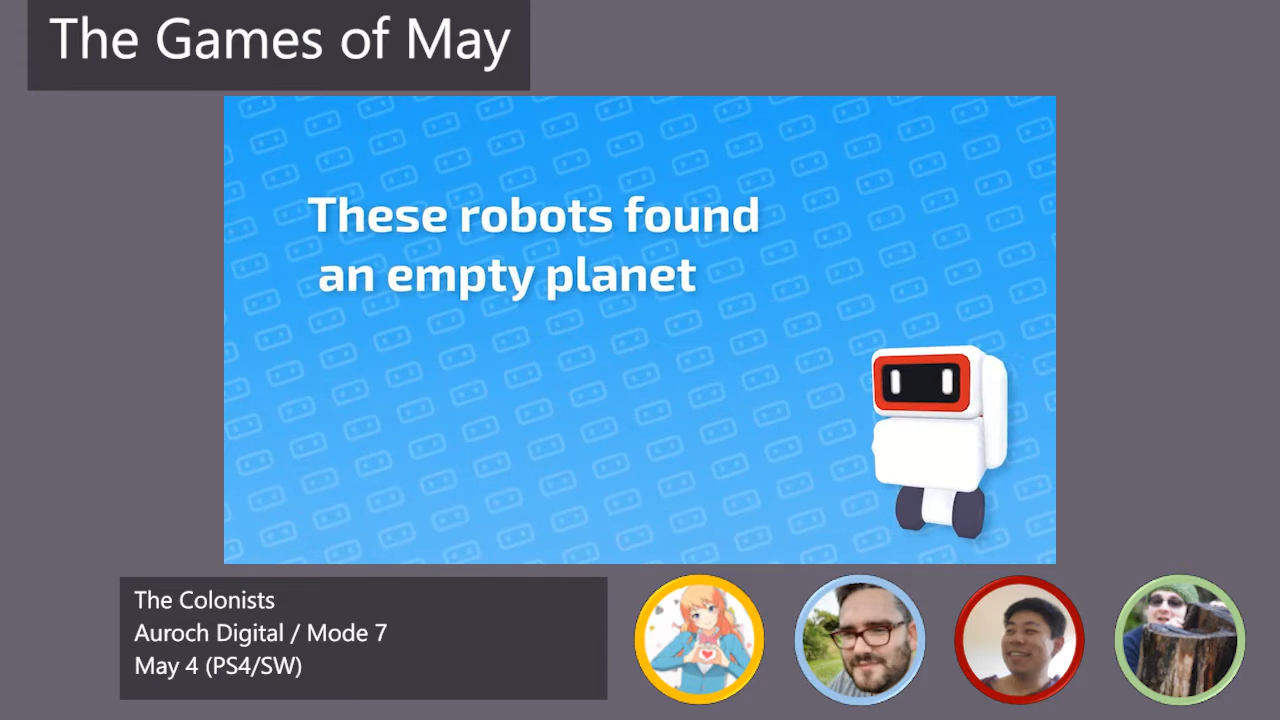 The Games of May
These robots found
an empty planet
The Colonists
Auroch Digital / Mode 7
May 4 (PS4/SW)